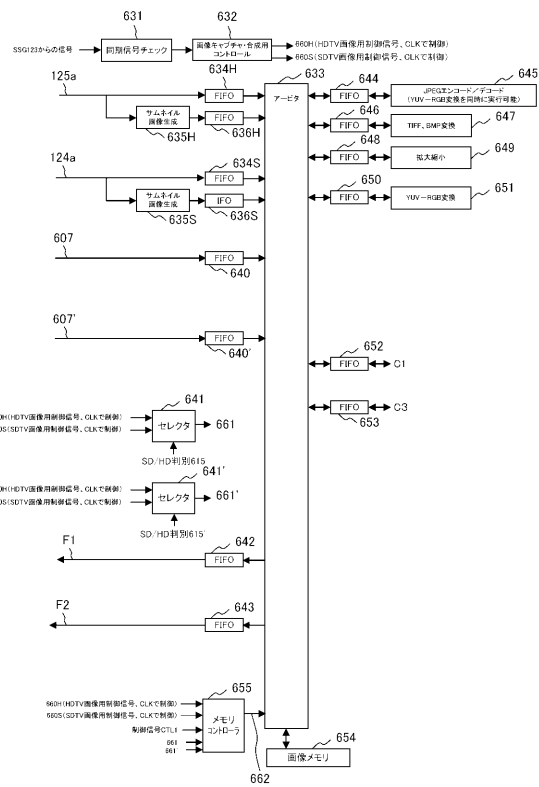 631
632
SSG123からの信号
同期信号チェック
画像キャプチャ・合成用
コントロール
660H(HDTV画像用制御信号、CLKで制御)
660S(SDTV画像用制御信号、CLKで制御)
634H
633
644
645
125a
FIFO
アービタ
FIFO
JPEGエンコード／デコード
(YUV－RGB変換を同時に実行可能)
サムネイル
画像生成
635H
FIFO
636H
646
FIFO
TIFF、BMP変換
647
648
FIFO
拡大縮小
649
124a
634S
FIFO
サムネイル
画像生成
635S
IFO
636S
650
FIFO
YUV－RGB変換
651
607
FIFO
640
607'
FIFO
640'
652
FIFO
C1
FIFO
C3
653
641
0H(HDTV画像用制御信号、CLKで制御)
0S(SDTV画像用制御信号、CLKで制御)
セレクタ
661
SD/HD判別615
641'
0H(HDTV画像用制御信号、CLKで制御)
0S(SDTV画像用制御信号、CLKで制御)
セレクタ
661'
SD/HD判別615'
F1
642
FIFO
F2
643
FIFO
655
660H(HDTV画像用制御信号、CLKで制御)
660S(SDTV画像用制御信号、CLKで制御)
制御信号CTL1
661
661'
メモリ
コントローラ
662
654
画像メモリ